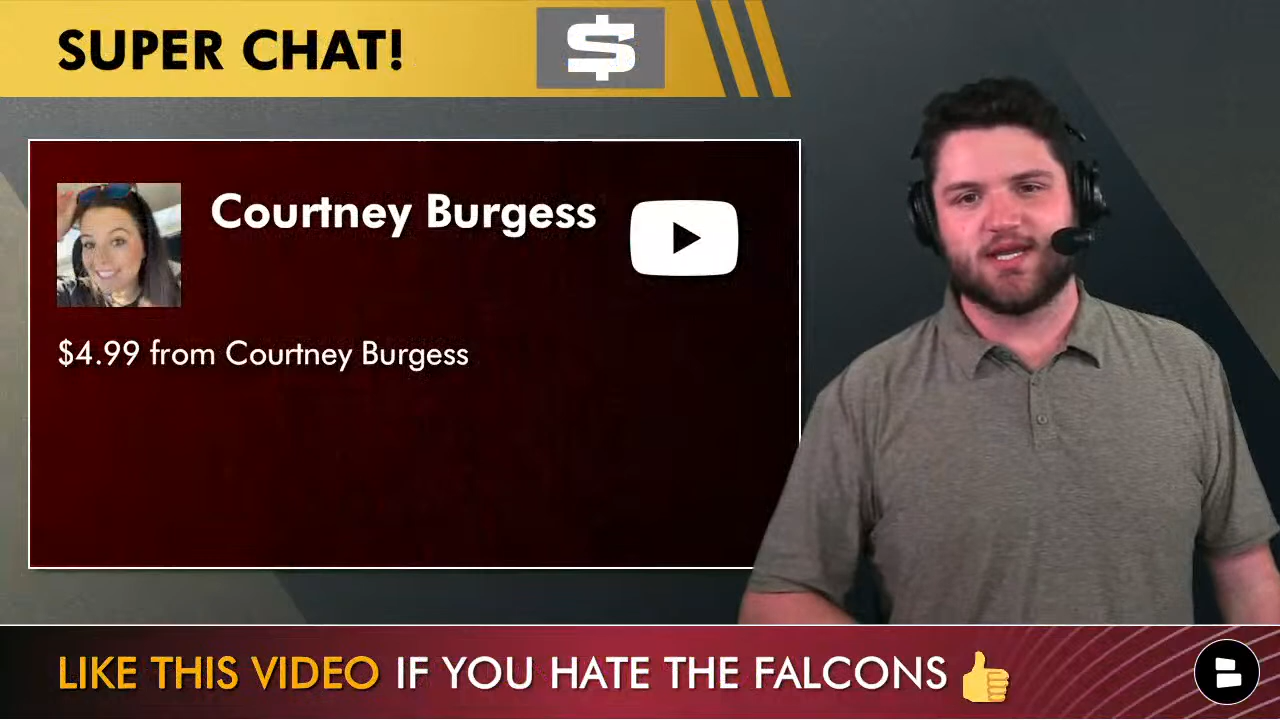 SUPER CHAT!
Courtney Burgess
$4.99 from Courtney Burgess
LIKE THIS VIDEO IF YOU HATE THE FALCONS 👍